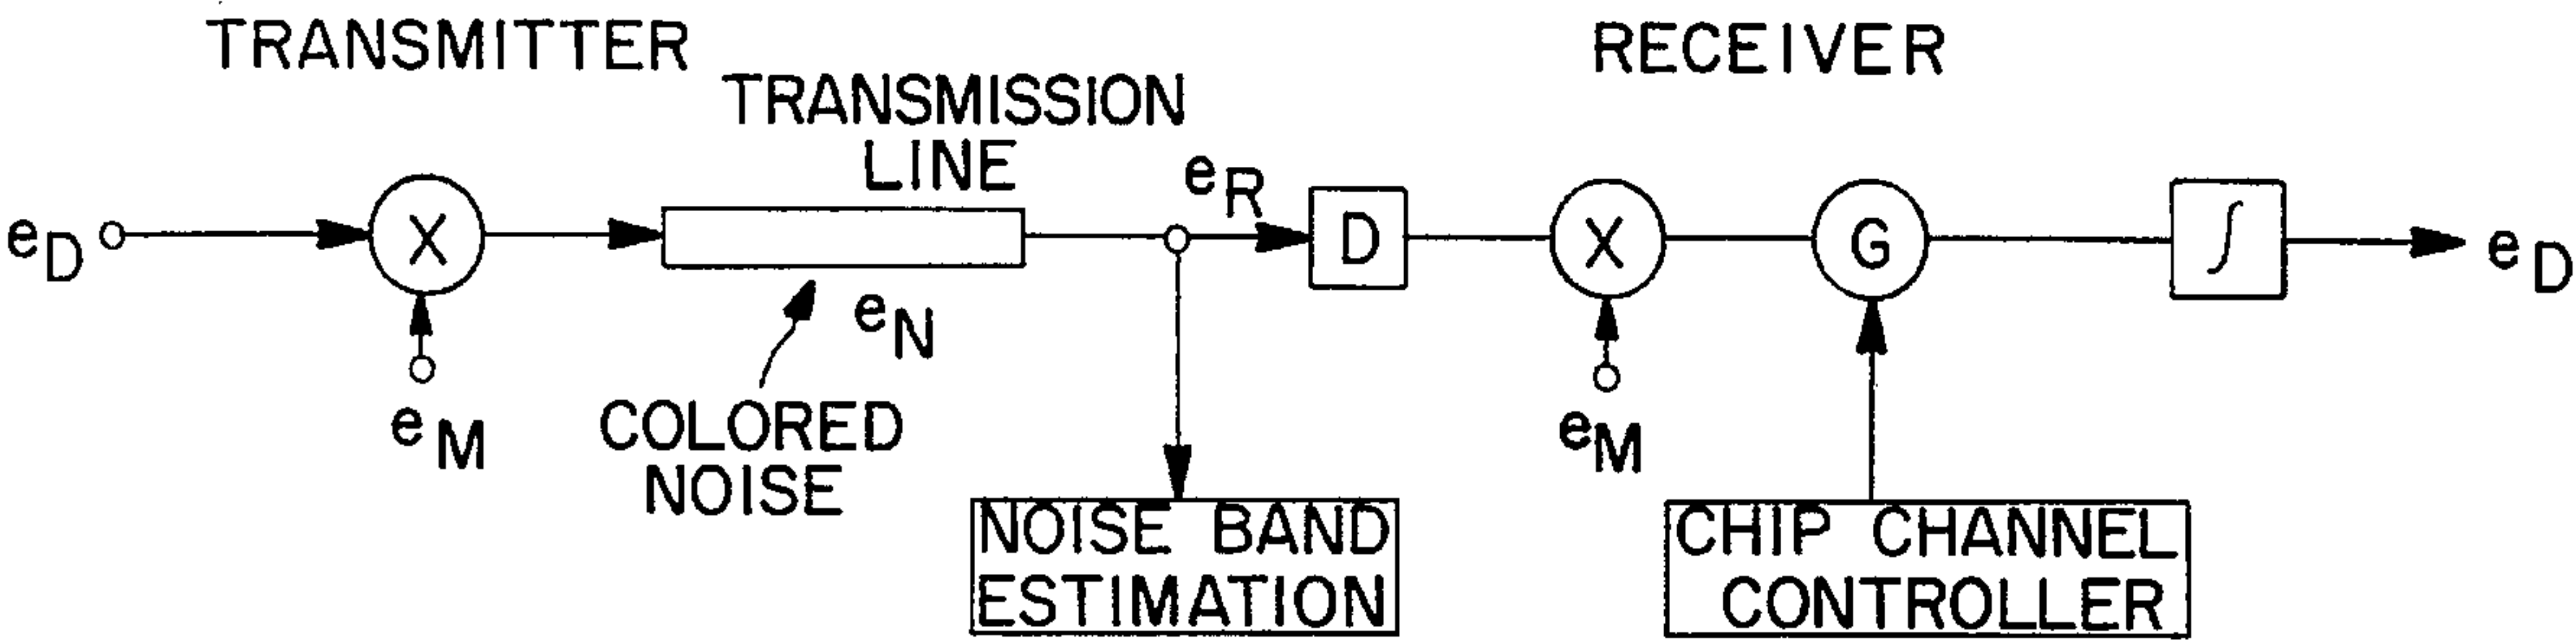 TRANSMITTER
RECEIVER
TRANSMISSION
LINE
eD
X
eM
eN
COLORED
NOISE
eR
D
X
eM
G
∫
eD
NOISE BAND
ESTIMATION
CHIP CHANNEL
CONTROLLER